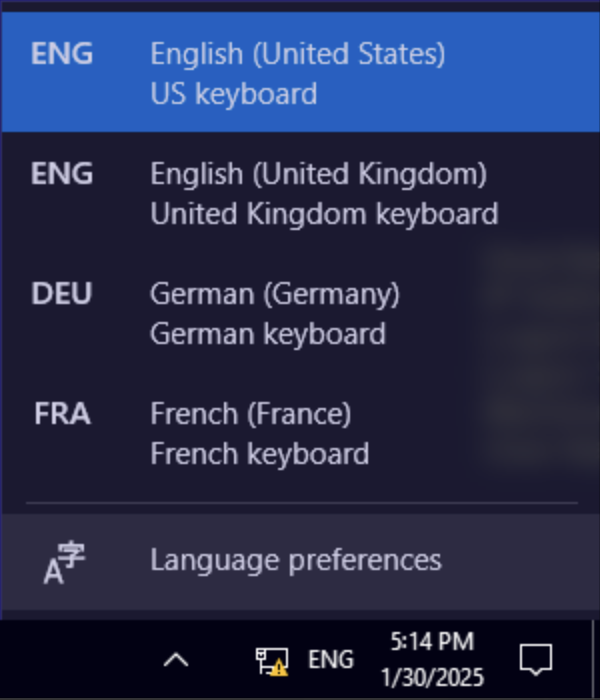 ENG English (United States)
US keyboard
ENG English (United Kingdom)
United Kingdom keyboard
DEU German (Germany)
German keyboard
FRA French (France)
French keyboard
A字 Language preferences
ENG 5:14 PM
1/30/2025